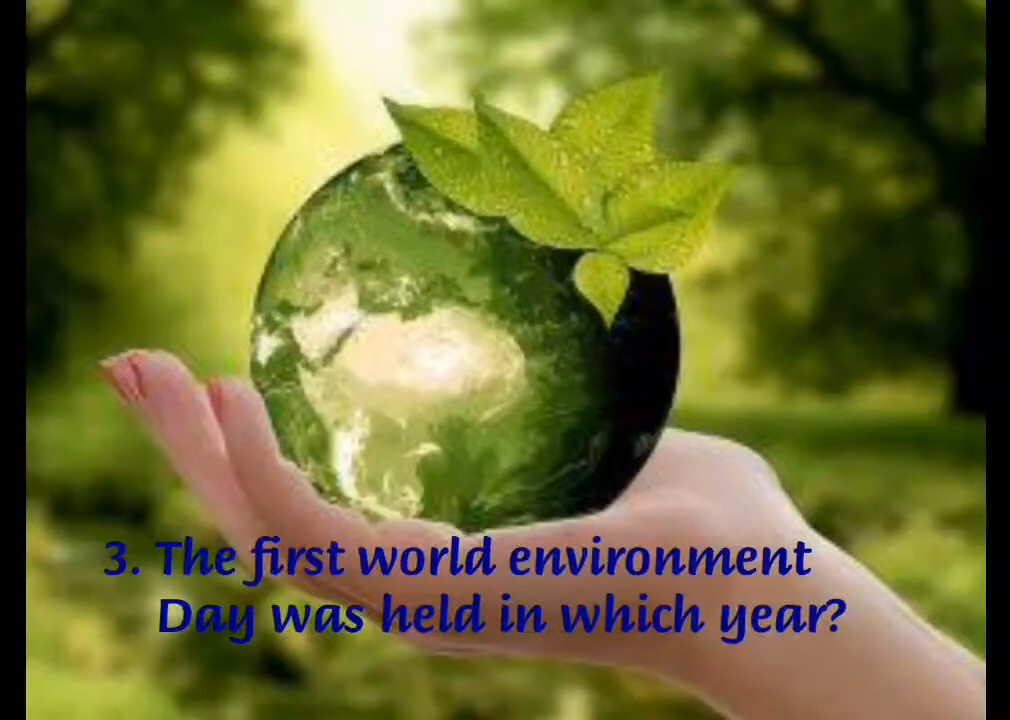 3. The first world environment
Day was held in which year?